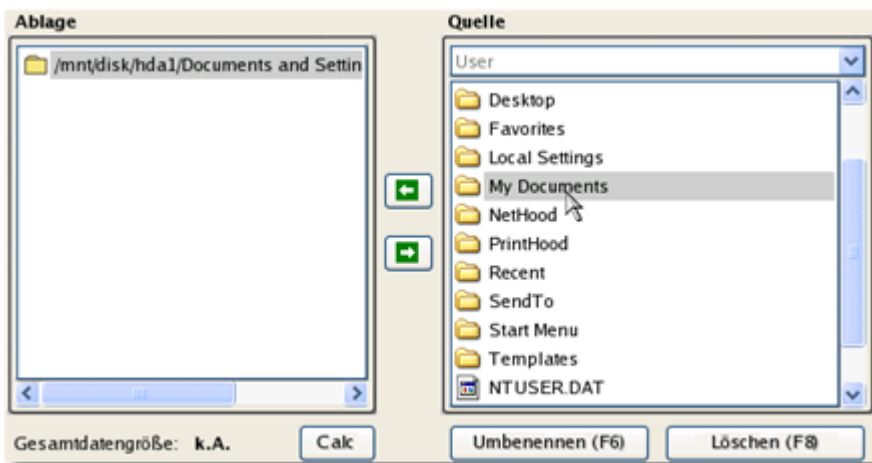 Ablage
/mnt/disk/hda1/Documents and Settin
Gesamtdatengröße: k.A.
Calc
Quelle
User
Desktop
Favorites
Local Settings
My Documents
NetHood
PrintHood
Recent
SendTo
Start Menu
Templates
NTUSER.DAT
Umbenennen (F6)
Löschen (F8)